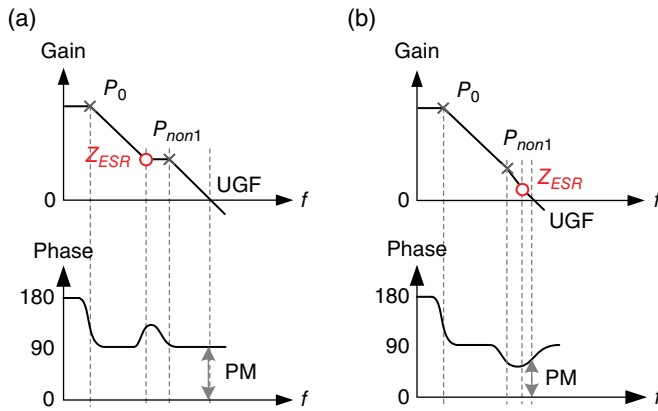 (a)
Gain
P0
Pnon1
ZESR
UGF
0
f
Phase
180
90
PM
0
f
(b)
Gain
P0
Pnon1
ZESR
0
UGF
f
Phase
180
90
PM
0
f